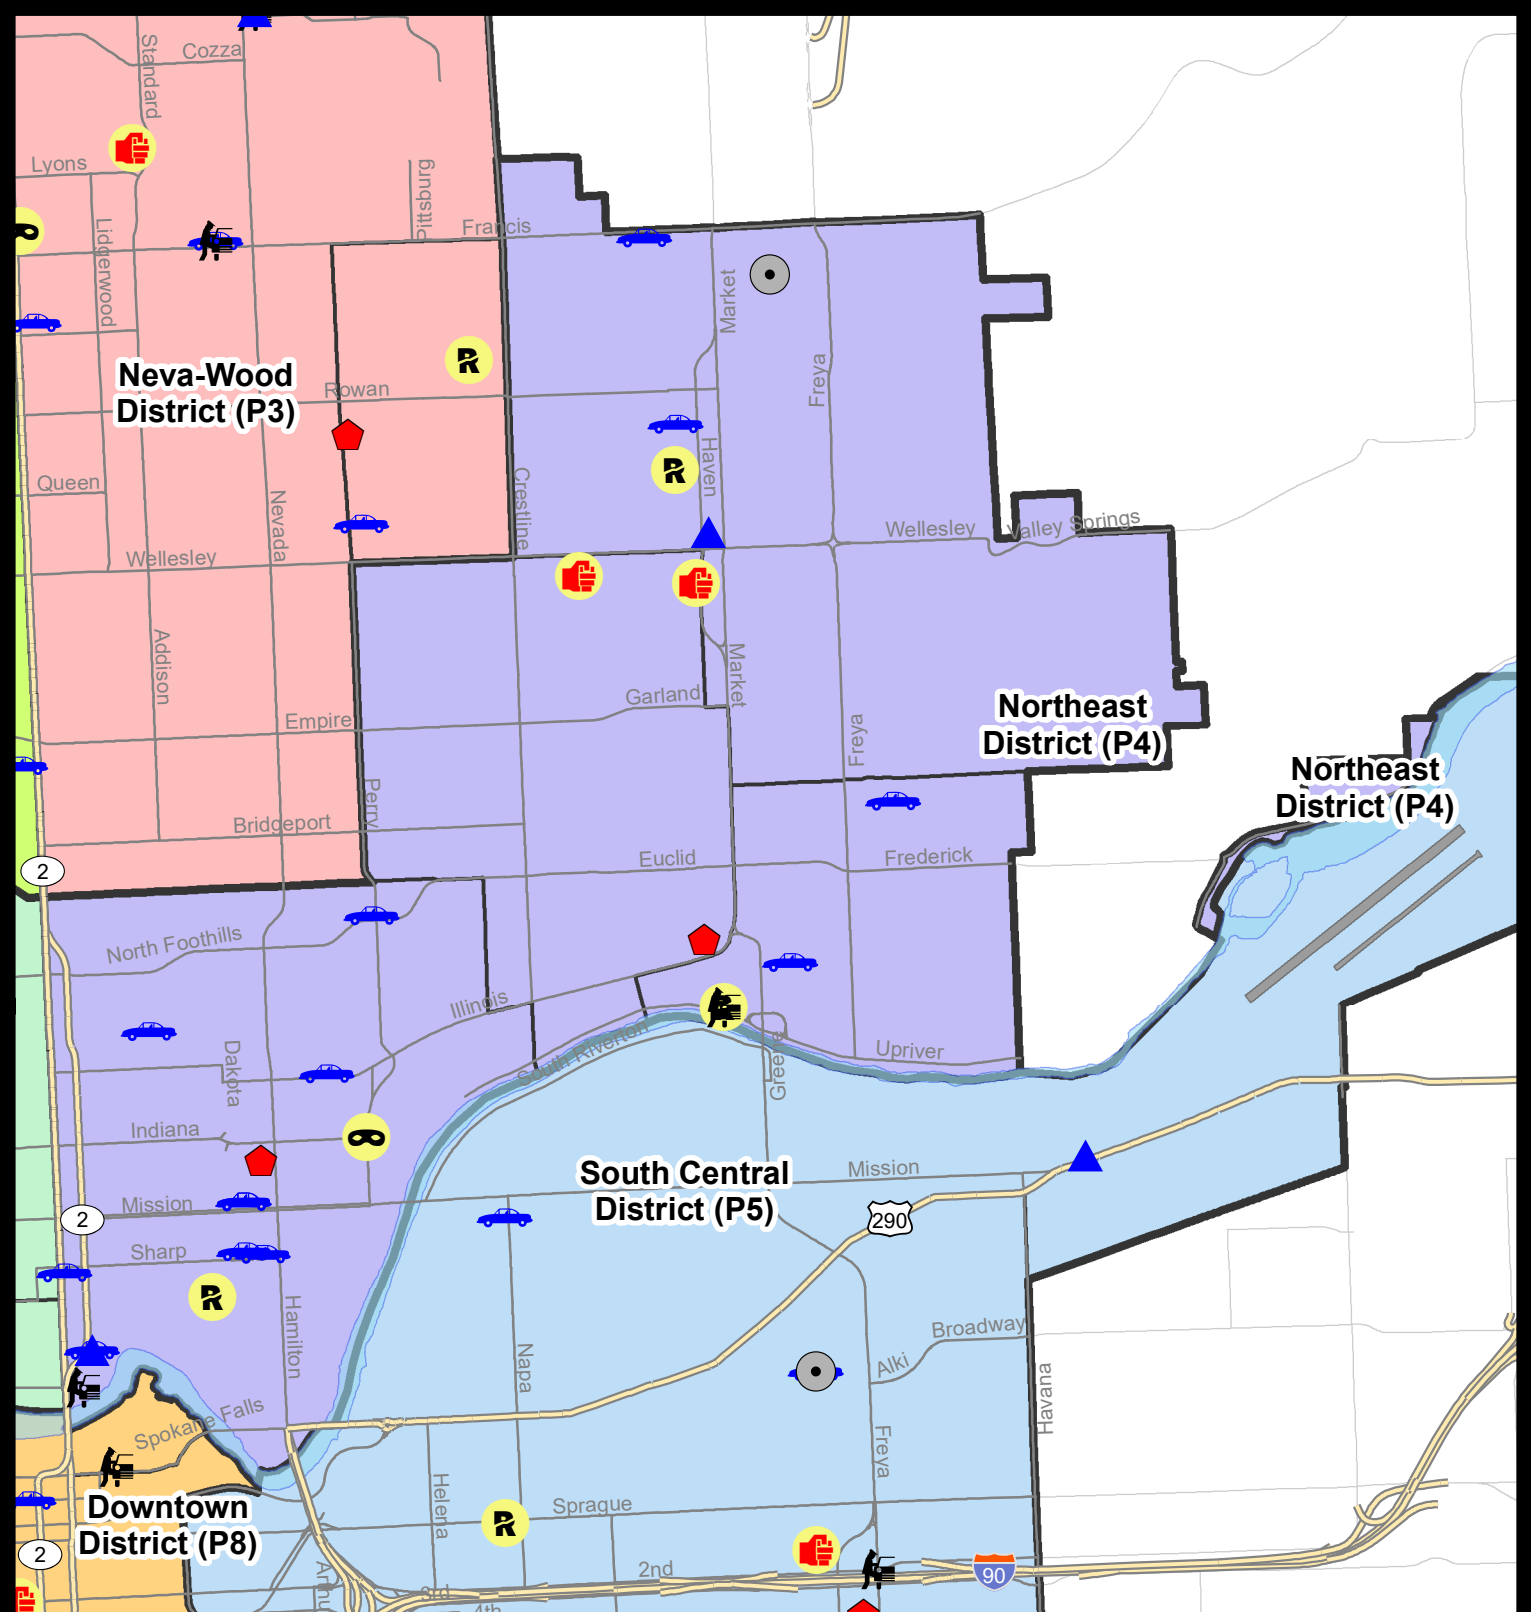 Cozza
Standard
Lyons
Pittsburg
Lidgerwood
Francis
Market
Neva-Wood
District (P3)
Rowan
Freya
Haven
Queen
Nevada
Crestline
Wellesley
Valley Springs
Wellesley
Addison
Market
Garland
Northeast
District (P4)
Empire
Freya
Northeast
District (P4)
Perry
Bridgeport
Euclid
Frederick
2
North Foothills
Illinois
South Riverton
Upriver
Dakota
Greene
Indiana
South Central
District (P5)
Mission
Mission
2
290
Sharp
Hamilton
Napa
Broadway
Alki
Havana
Spokane Falls
Freya
Helena
Downtown
District (P8)
Sprague
2
2nd
90
3rd
4th